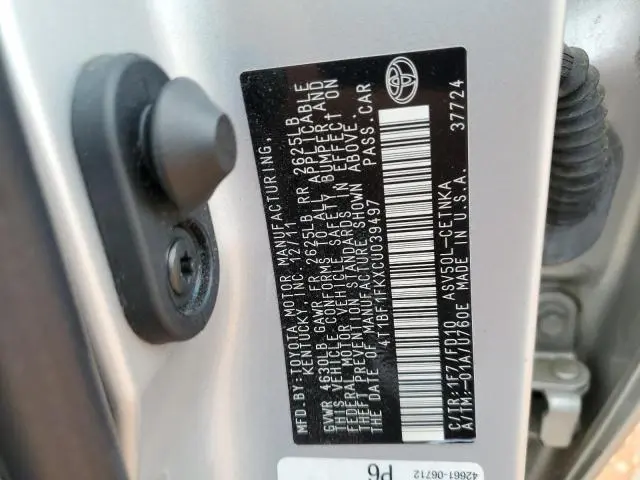 MFD.BY:TOYOTA MOTOR MANUFACTURING,
KENTUCKY, INC. 12/11
GVWR 4630LB GAWR FR 2625LB RR 2625LB
THIS VEHICLE CONFORMS TO ALL APPLICABLE
FEDERAL MOTOR VEHICLE SAFETY, BUMPER, AND
THEFT PREVENTION STANDARDS IN EFFECT ON
THE DATE OF MANUFACTURE SHOWN ABOVE.
4T1BF1FKXCU039497 PASS.CAR
C/TR:1F7/FD10 ASV50L-CETNKA
A/TM:-01A/U760E MADE IN U.S.A.
37724
42661-06712
P6